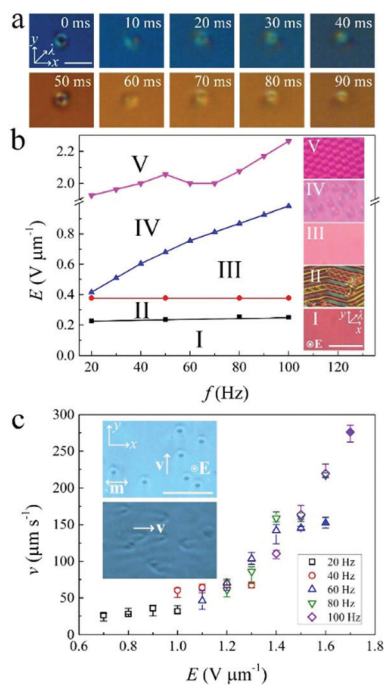 a
0 ms 10 ms 20 ms 30 ms 40 ms
y λ x
50 ms 60 ms 70 ms 80 ms 90 ms
b
2.2
2.0
0.8
0.6
0.4
0.2
0.0
E (V μm⁻¹)
V
IV
III
II
I
V
IV
III
II
I y λ x
⊙E
20 40 60 80 100 120
f (Hz)
c
300
250
200
150
100
50
0
v (μm s⁻¹)
y x
v ⊙E
m
v
20 Hz
40 Hz
60 Hz
80 Hz
100 Hz
0.6 0.8 1.0 1.2 1.4 1.6 1.8
E (V μm⁻¹)